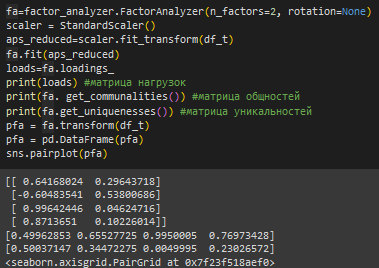 fa=factor_analyzer.FactorAnalyzer(n_factors=2, rotation=None)
scaler = StandardScaler()
aps_reduced=scaler.fit_transform(df_t)
fa.fit(aps_reduced)
loads=fa.loadings_
print(loads) #матрица нагрузок
print(fa. get_communalities()) #матрица общностей
print(fa.get_uniquenesses()) #матрица уникальностей
pfa = fa.transform(df_t)
pfa = pd.DataFrame(pfa)
sns.pairplot(pfa)
[[ 0.64168024  0.29643718]
[-0.60483541  0.53800686]
[ 0.99642446  0.04624716]
[ 0.8713651   0.10226014]]
[0.49962853 0.65527725 0.9950005  0.76973428]
[0.50037147 0.34472275 0.0049995  0.23026572]
<seaborn.axisgrid.PairGrid at 0x7f23f518aef0>